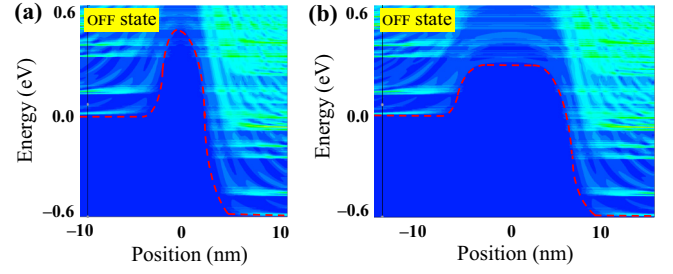 (a)
OFF state
0.6
0.0
–0.6
Energy (eV)
–10
0
10
Position (nm)
(b)
OFF state
0.6
0.0
–0.6
Energy (eV)
–10
0
10
Position (nm)